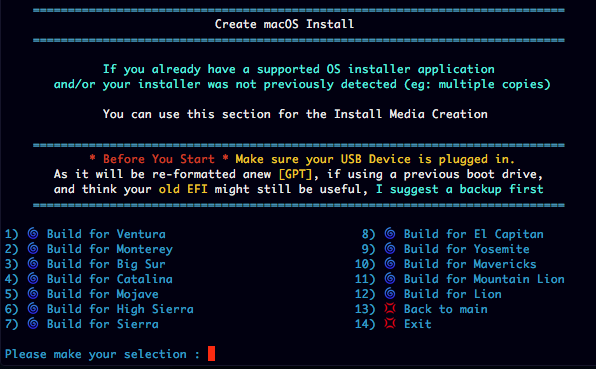 ==============================================================================
Create macOS Install
==============================================================================
If you already have a supported OS installer application
and/or your installer was not previously detected (eg: multiple copies)
You can use this section for the Install Media Creation
==============================================================================
* Before You Start * Make sure your USB Device is plugged in.
As it will be re-formatted anew [GPT], if using a previous boot drive,
and think your old EFI might still be useful, I suggest a backup first
==============================================================================
1) 🌀 Build for Ventura 8) 🌀 Build for El Capitan
2) 🌀 Build for Monterey 9) 🌀 Build for Yosemite
3) 🌀 Build for Big Sur 10) 🌀 Build for Mavericks
4) 🌀 Build for Catalina 11) 🌀 Build for Mountain Lion
5) 🌀 Build for Mojave 12) 🌀 Build for Lion
6) 🌀 Build for High Sierra 13) 💢 Back to main
7) 🌀 Build for Sierra 14) 💢 Exit
Please make your selection :